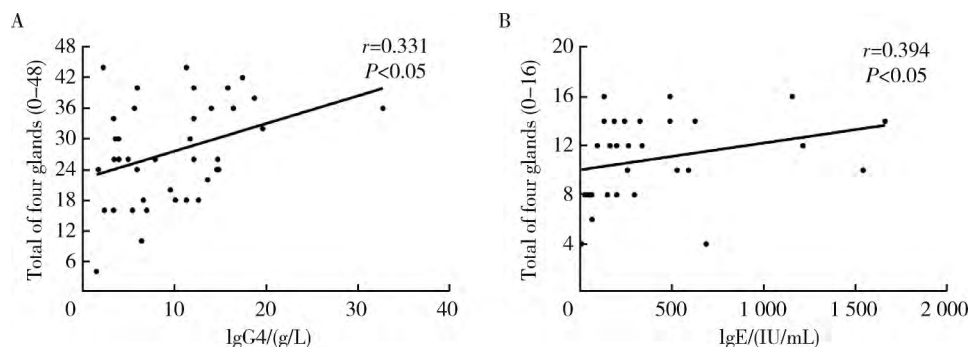 A
r=0.331
P<0.05
Total of four glands (0−48)
48
42
36
30
24
18
12
6
0
10
20
30
40
lgG4/(g/L)
B
r=0.394
P<0.05
Total of four glands (0−16)
20
16
12
8
4
0
500
1 000
1 500
2 000
lgE/(IU/mL)